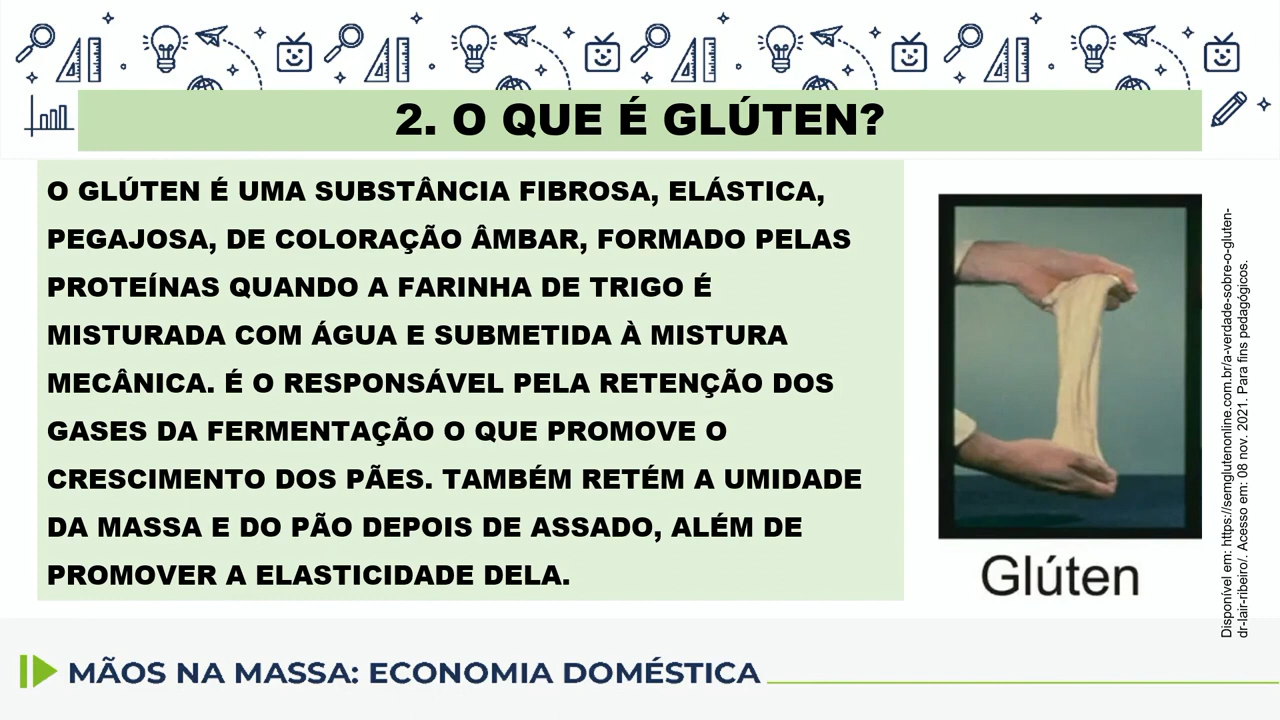 2. O QUE É GLÚTEN?
O GLÚTEN É UMA SUBSTÂNCIA FIBROSA, ELÁSTICA,
PEGAJOSA, DE COLORAÇÃO ÂMBAR, FORMADO PELAS
PROTEÍNAS QUANDO A FARINHA DE TRIGO É
MISTURADA COM ÁGUA E SUBMETIDA À MISTURA
MECÂNICA. É O RESPONSÁVEL PELA RETENÇÃO DOS
GASES DA FERMENTAÇÃO O QUE PROMOVE O
CRESCIMENTO DOS PÃES. TAMBÉM RETÉM A UMIDADE
DA MASSA E DO PÃO DEPOIS DE ASSADO, ALÉM DE
PROMOVER A ELASTICIDADE DELA.
Glúten
Disponível em: https://semglutenonline.com.br/a-verdade-sobre-o-gluten-
dr-lair-ribeiro/. Acesso em: 08 nov. 2021. Para fins pedagógicos.
MÃOS NA MASSA: ECONOMIA DOMÉSTICA